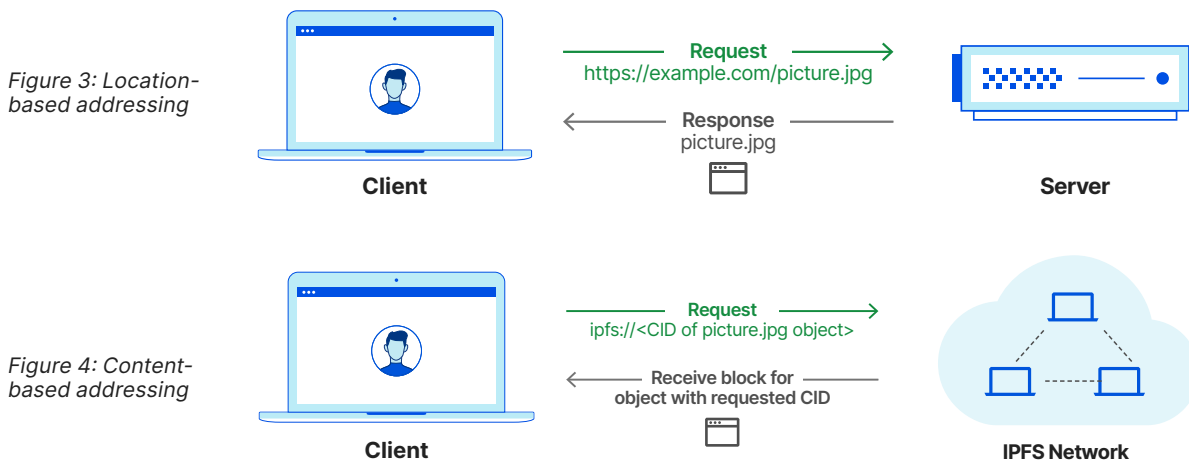 Figure 3: Location-
based addressing
Request
https://example.com/picture.jpg
Response
picture.jpg
Client
Server
Figure 4: Content-
based addressing
Request
ipfs://<CID of picture.jpg object>
Receive block for
object with requested CID
Client
IPFS Network